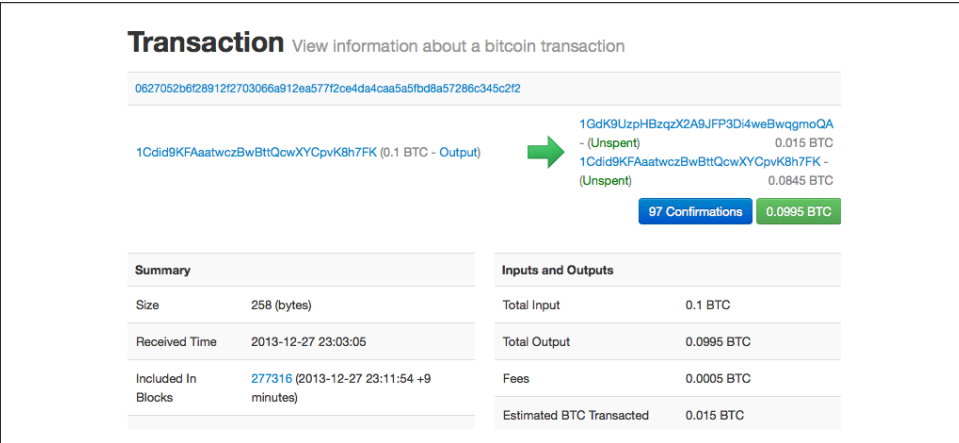 Transaction View information about a bitcoin transaction
0627052b6f28912f2703066a912ea577f2ce4da4caa5a5fbd8a57286c345c2f2
1Cdid9KFAaatwczBwBttQcwXYCpvK8h7FK (0.1 BTC - Output)
1GdK9UzpHBzqzX2A9JFP3Di4weBwqgmoQA
- (Unspent) 0.015 BTC
1Cdid9KFAaatwczBwBttQcwXYCpvK8h7FK -
(Unspent) 0.0845 BTC
97 Confirmations 0.0995 BTC
Summary
Size 258 (bytes)
Received Time 2013-12-27 23:03:05
Included In 277316 (2013-12-27 23:11:54 +9
Blocks minutes)
Inputs and Outputs
Total Input 0.1 BTC
Total Output 0.0995 BTC
Fees 0.0005 BTC
Estimated BTC Transacted 0.015 BTC